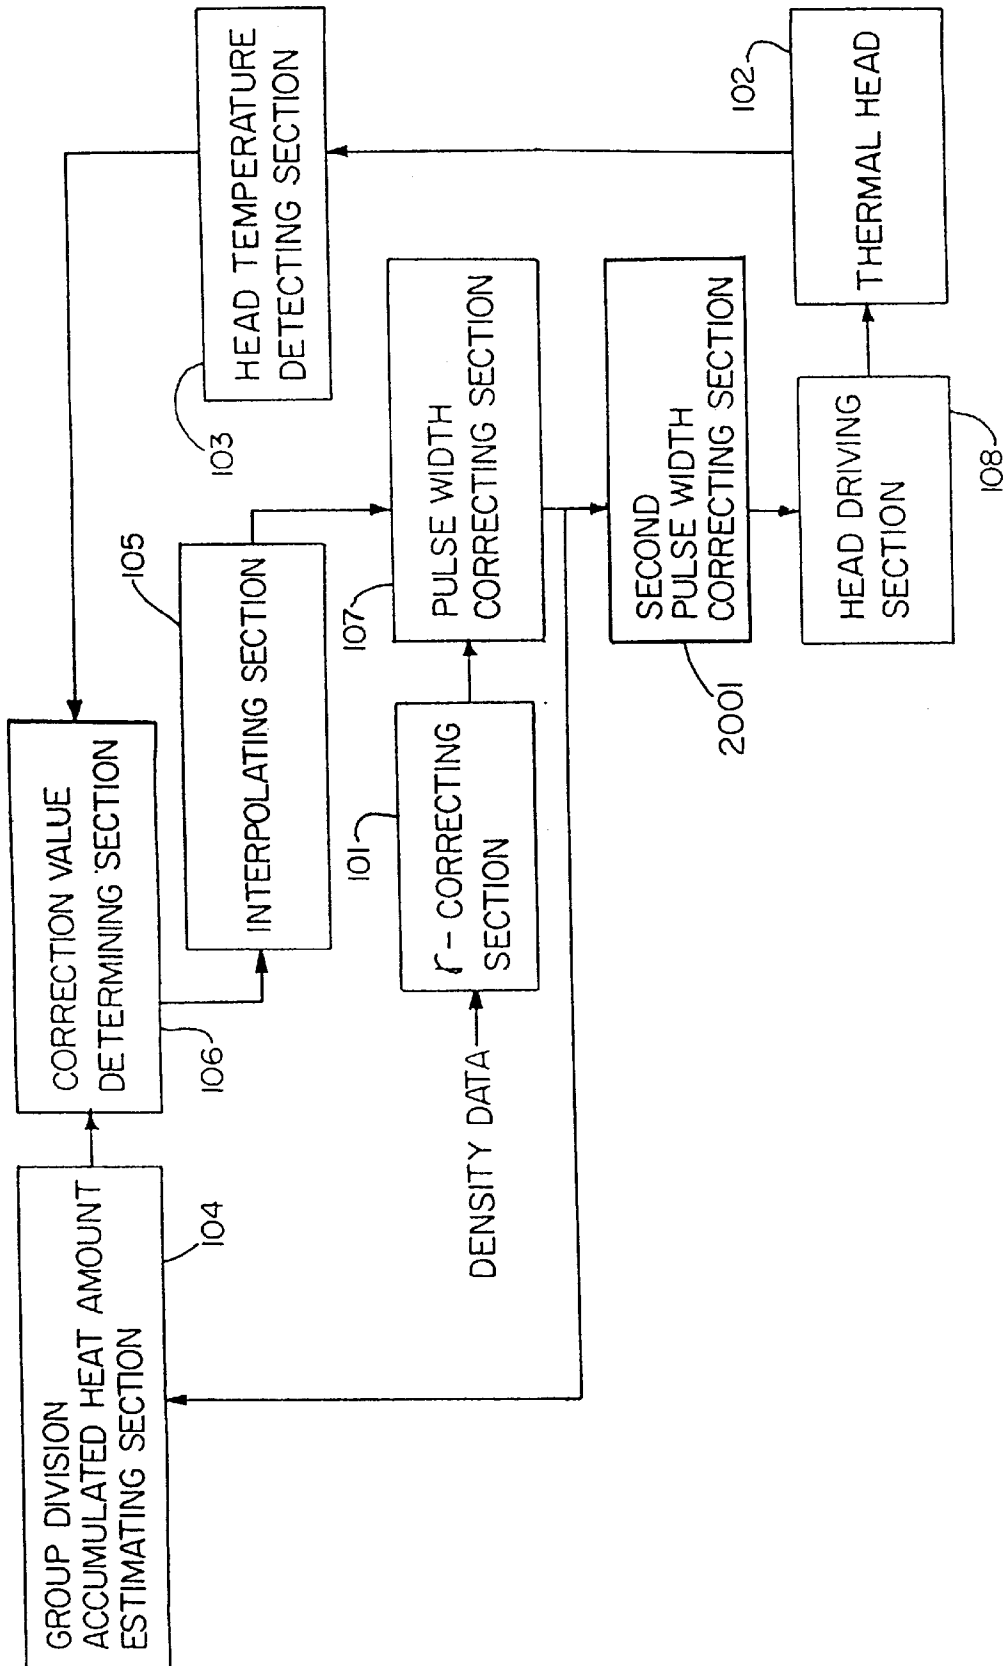 GROUP DIVISION
ACCUMULATED HEAT AMOUNT
ESTIMATING SECTION
104
CORRECTION VALUE
DETERMINING SECTION
106
INTERPOLATING SECTION
105
HEAD TEMPERATURE
DETECTING SECTION
103
DENSITY DATA
r - CORRECTING
SECTION
101
PULSE WIDTH
CORRECTING SECTION
107
SECOND
PULSE WIDTH
CORRECTING SECTION
2001
HEAD DRIVING
SECTION
108
THERMAL HEAD
102